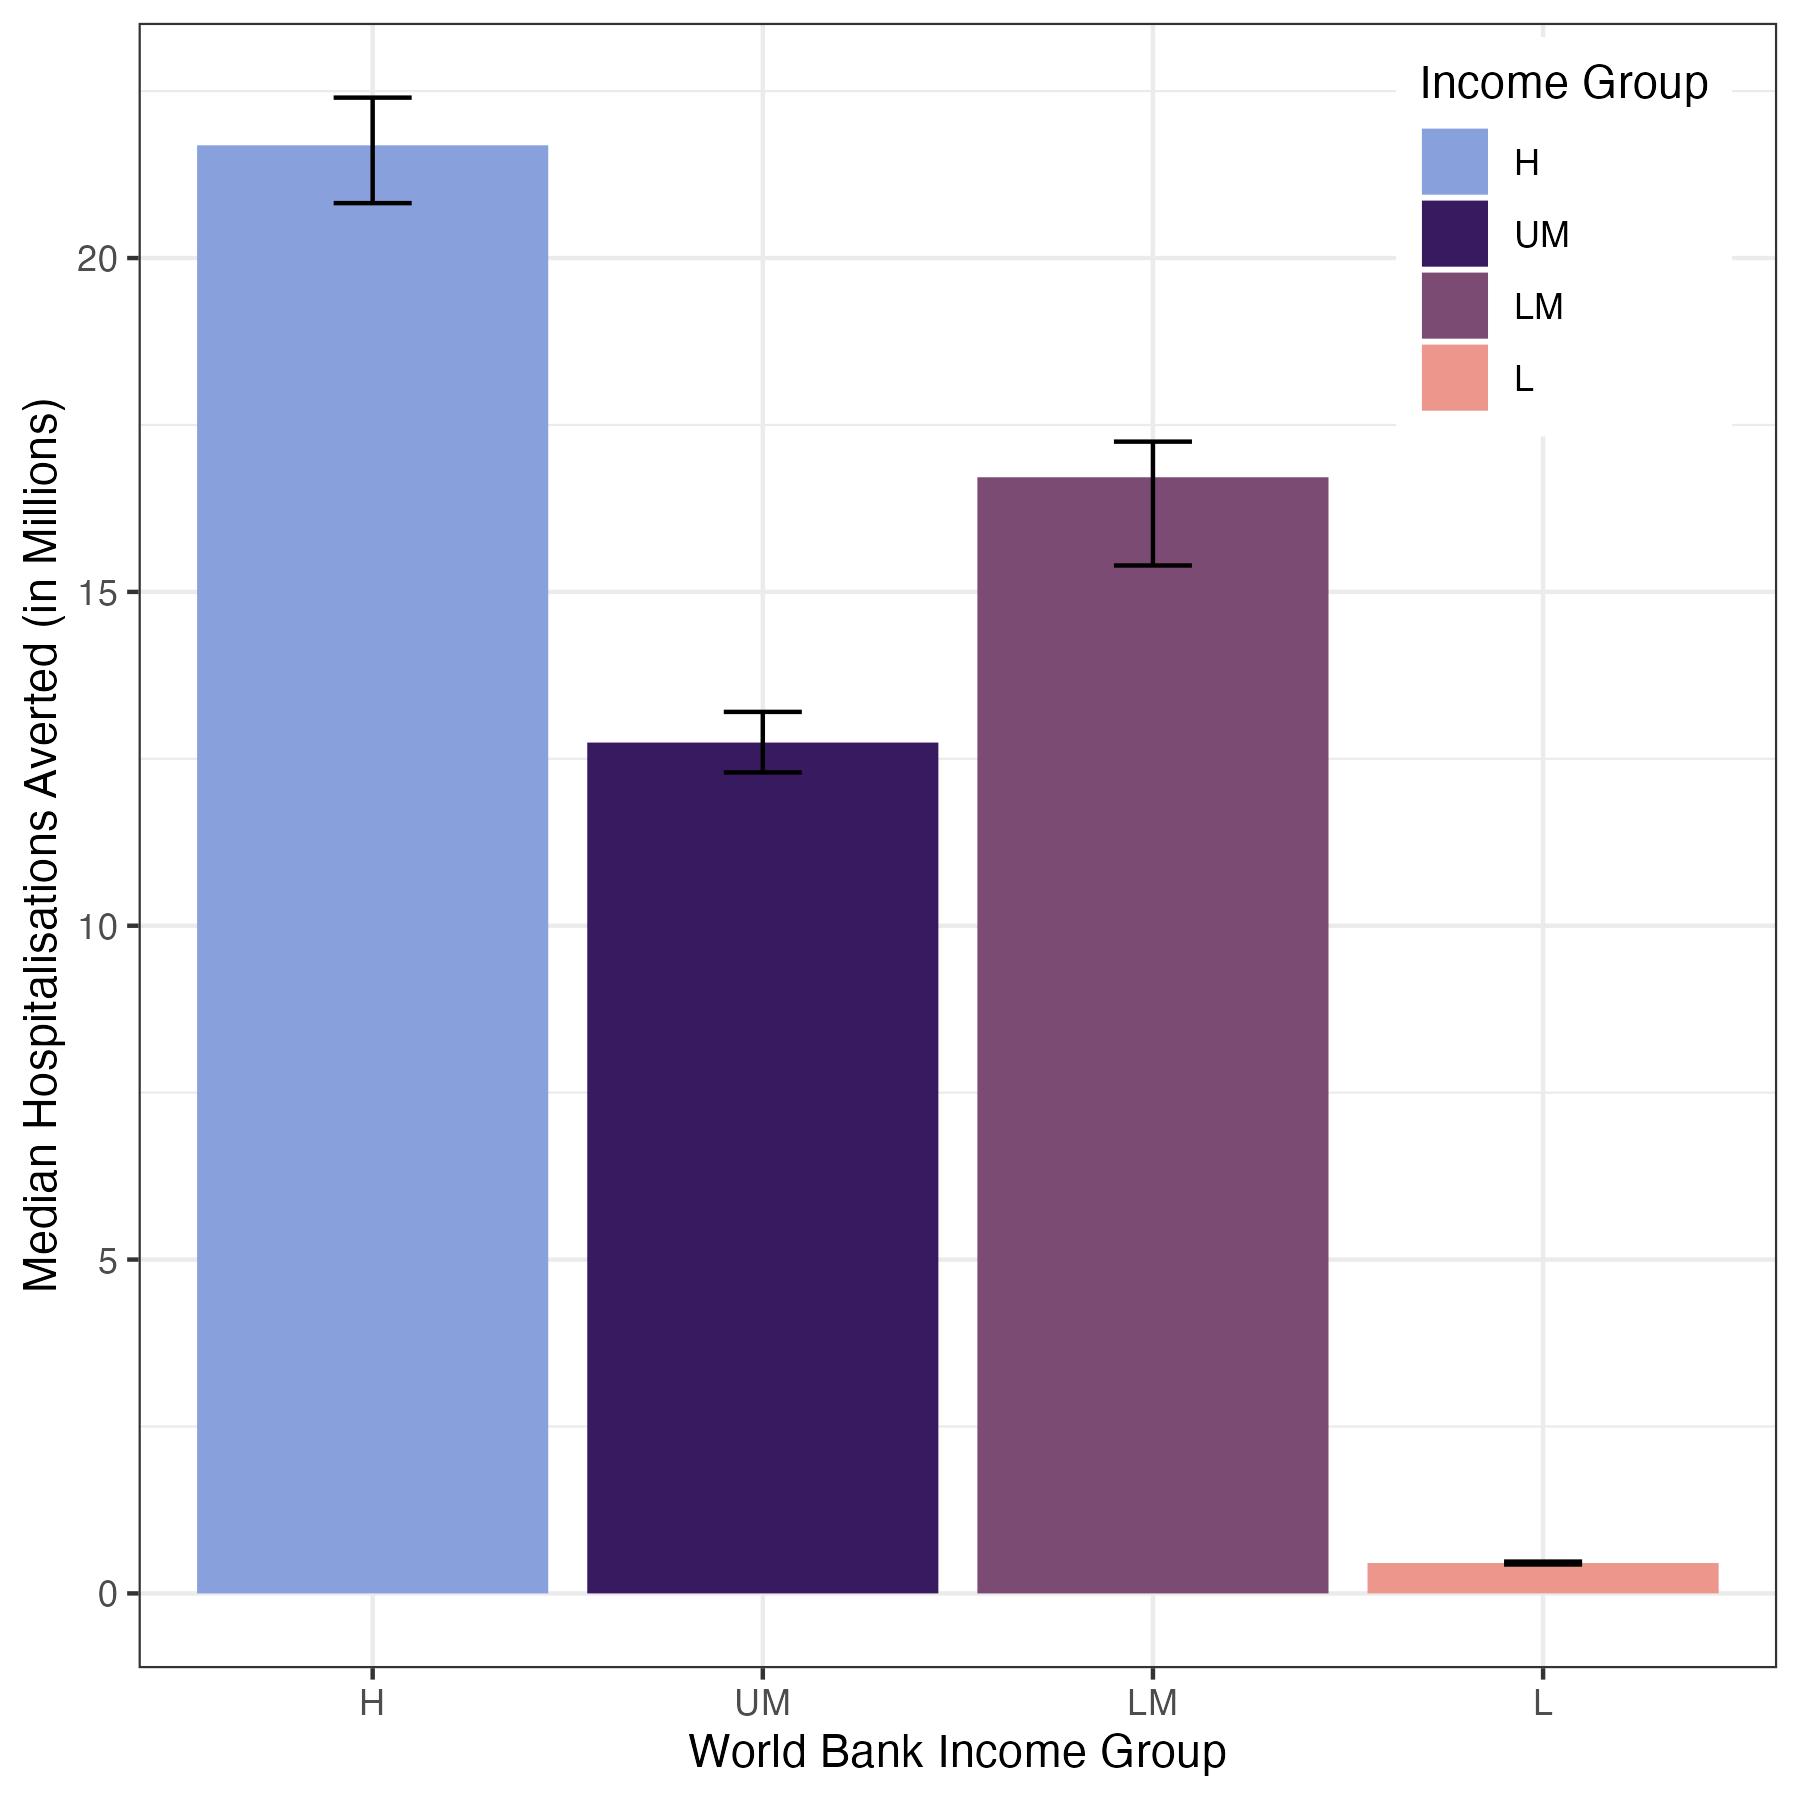 Income Group
H
UM
LM
L
Median Hospitalisations Averted (in Millions)
20
15
10
5
0
H
UM
LM
L
World Bank Income Group